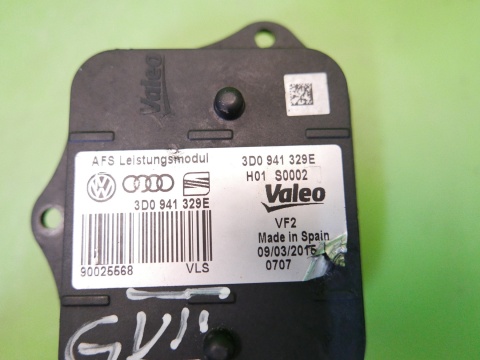 Valeo
AFS Leistungsmodul 3D0 941 329E
H01 S0002
3D0 941 329E
Valeo
VF2
Made in Spain
09/03/2015
0707
90025568 VLS
GVII